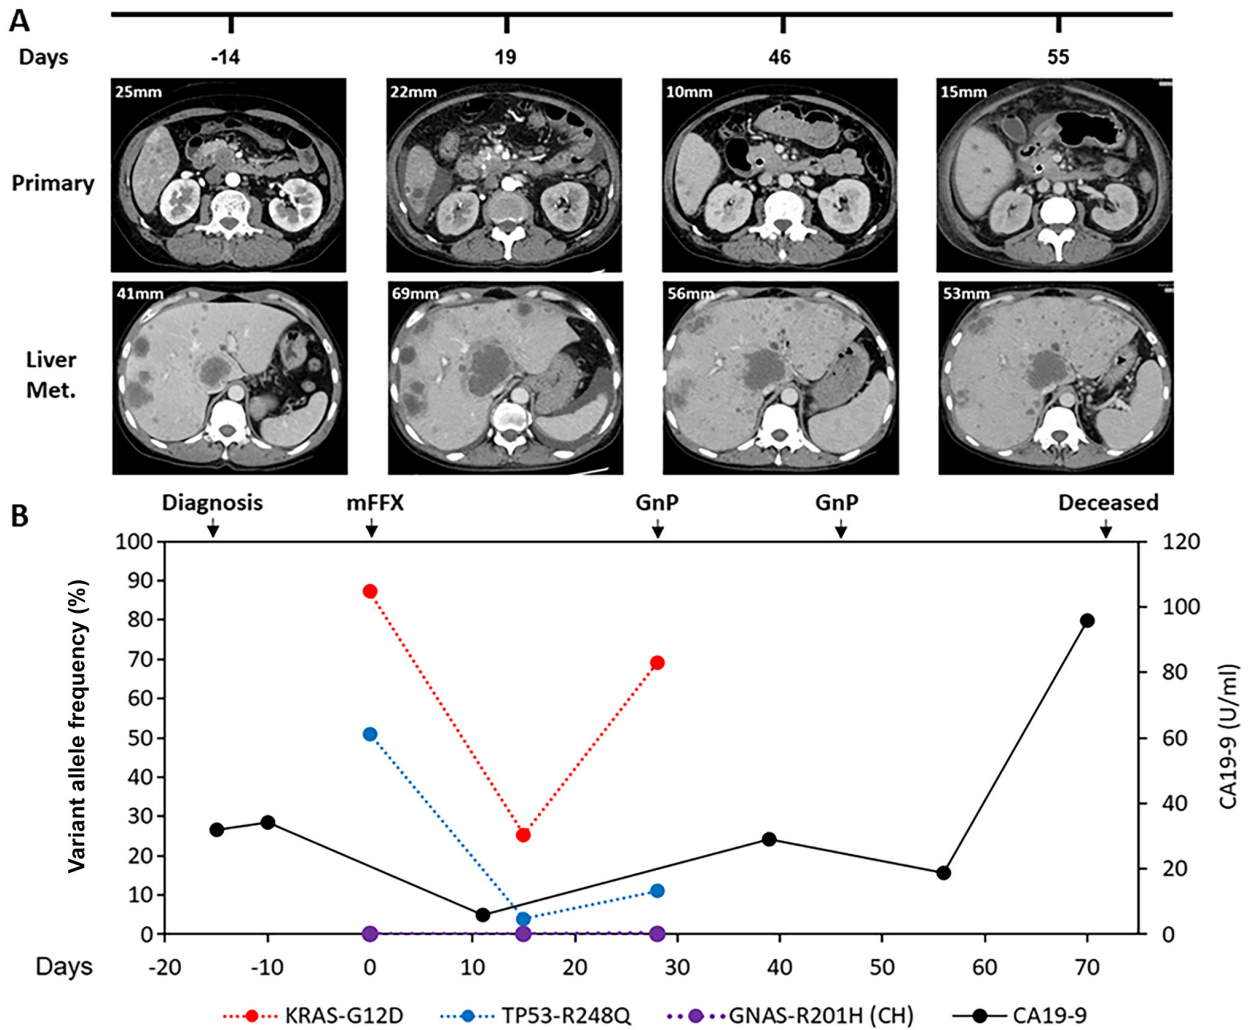 A
Days -14 19 46 55
25mm 22mm 10mm 15mm
Primary
41mm 69mm 56mm 53mm
Liver
Met.
B
Diagnosis mFFX GnP GnP Deceased
100 120
90
80 100
70 80
60
50 60
40 40
30
20 20
10
0 0
Variant allele frequency (%)
CA19-9 (U/ml)
Days -20 -10 0 10 20 30 40 50 60 70
KRAS-G12D TP53-R248Q GNAS-R201H (CH) CA19-9